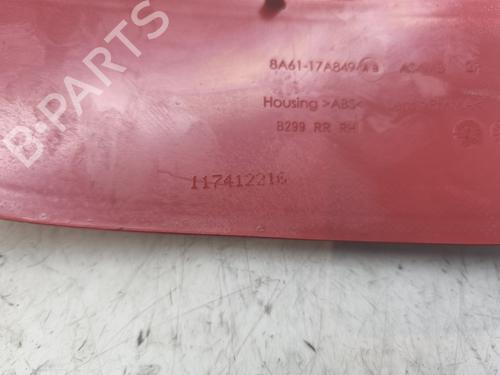 B-PARTS
8A61-17A849
Housing >ABS<
B299 RR RH
117412216